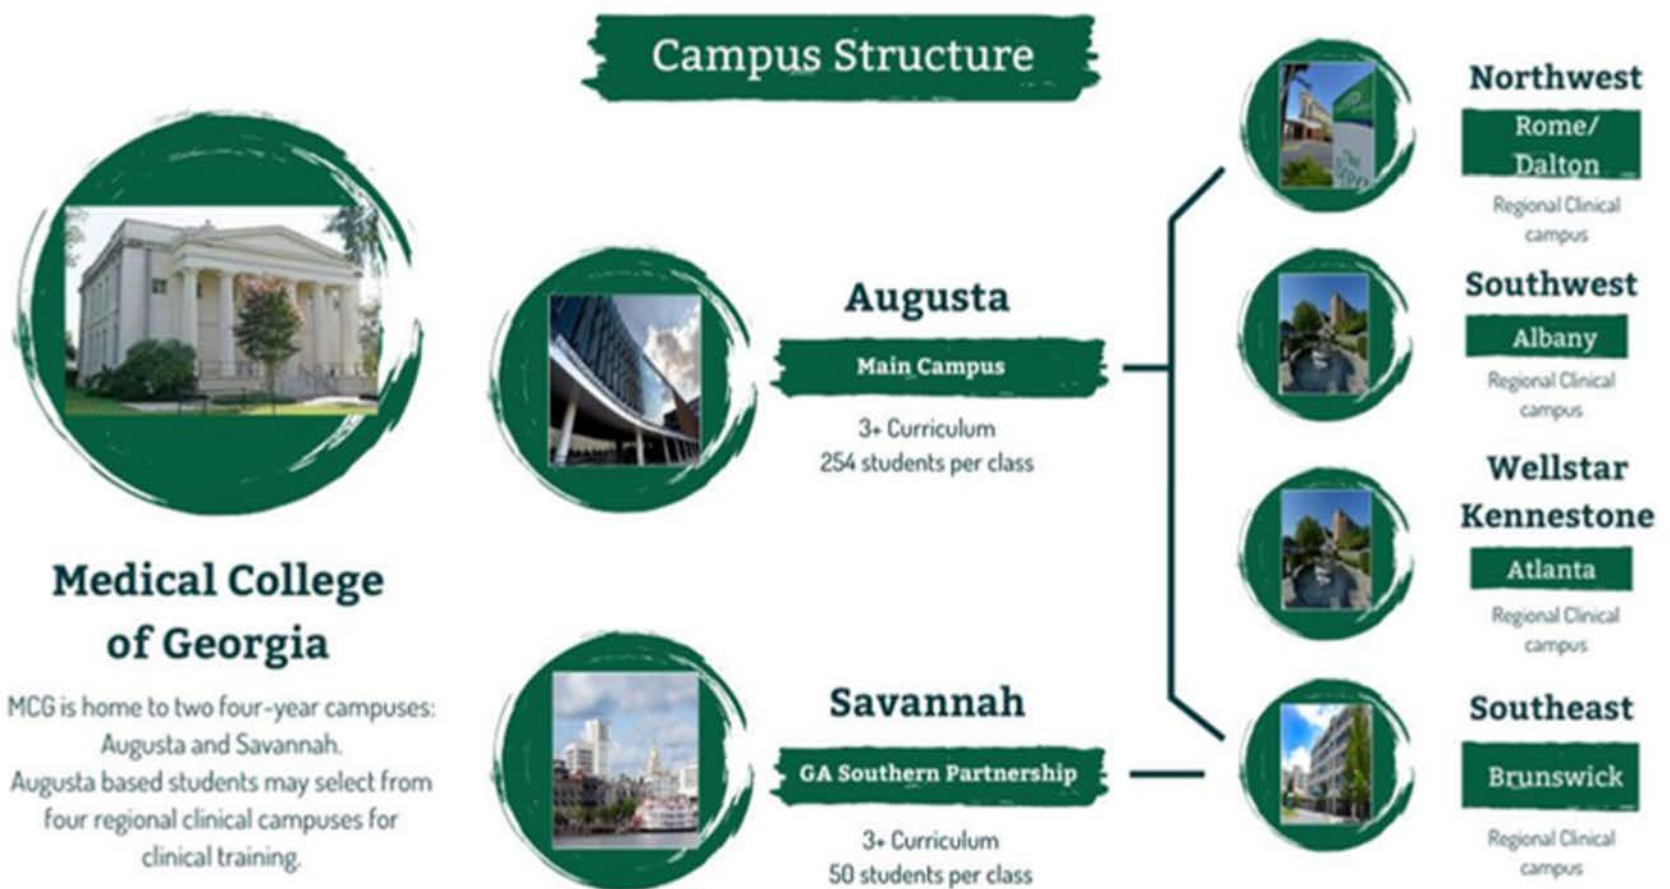 Campus Structure
Medical College
of Georgia
MCG is home to two four-year campuses:
Augusta and Savannah.
Augusta based students may select from
four regional clinical campuses for
clinical training.
Augusta
Main Campus
3+ Curriculum
254 students per class
Savannah
GA Southern Partnership
3+ Curriculum
50 students per class
Northwest
Rome/
Dalton
Regional Clinical
campus
Southwest
Albany
Regional Clinical
campus
Wellstar
Kennestone
Atlanta
Regional Clinical
campus
Southeast
Brunswick
Regional Clinical
campus